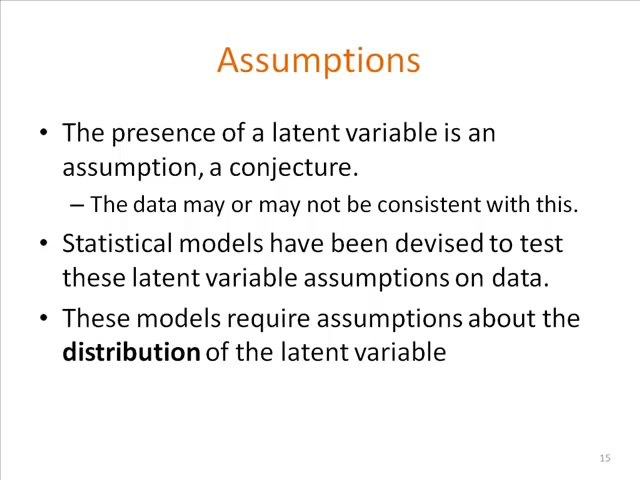 Assumptions
• The presence of a latent variable is an
assumption, a conjecture.
– The data may or may not be consistent with this.
• Statistical models have been devised to test
these latent variable assumptions on data.
• These models require assumptions about the
distribution of the latent variable
15